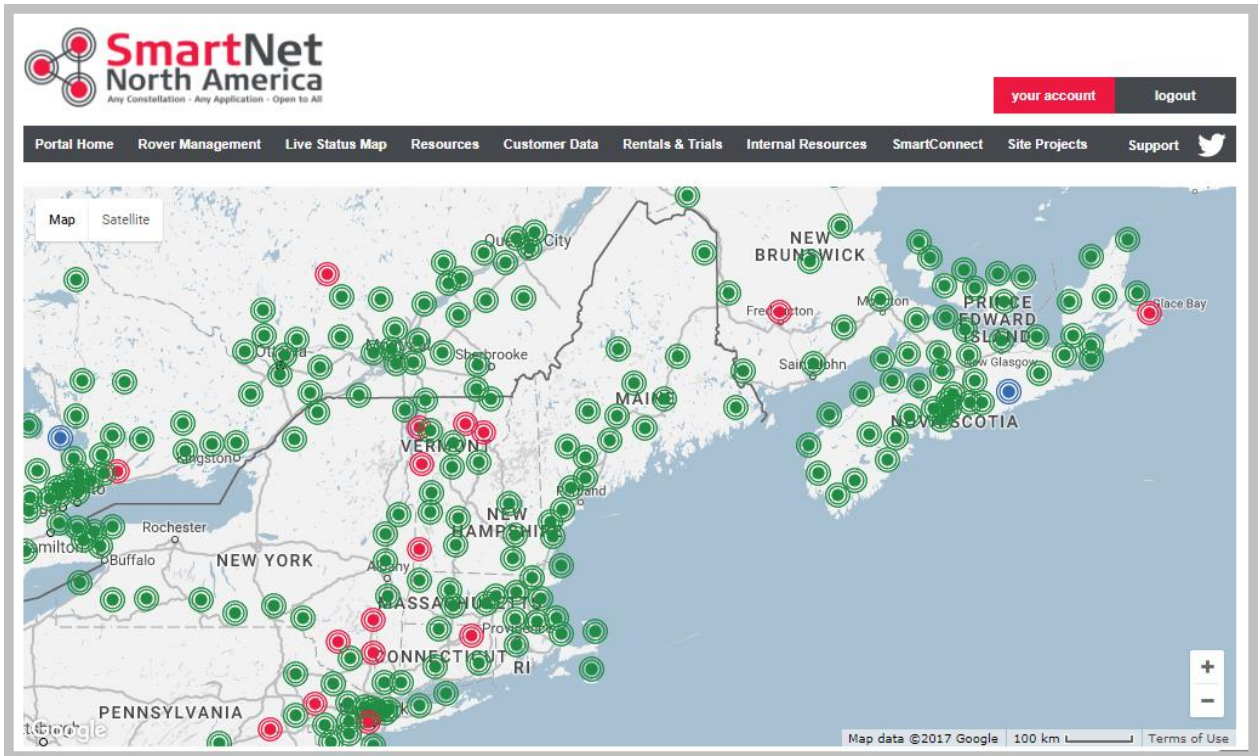 SmartNet
North America
Any Constellation - Any Application - Open to All
your account
logout
Portal Home Rover Management Live Status Map Resources Customer Data Rentals & Trials Internal Resources SmartConnect Site Projects Support
Map Satellite
City
NEW
BRUNSWICK
PRINCE
EDWARD
ISLAND
Glace Bay
Sherbrooke
Saint John
New Glasgow
MAINE
NOVA SCOTIA
VERMONT
Kingston
Portland
Rochester
NEW
HAMPSHIRE
Hamilton
Buffalo
NEW YORK
Albany
MASSACHUSETTS
Providence
CONNECTICUT
RI
PENNSYLVANIA
Google
Map data ©2017 Google 100 km Terms of Use